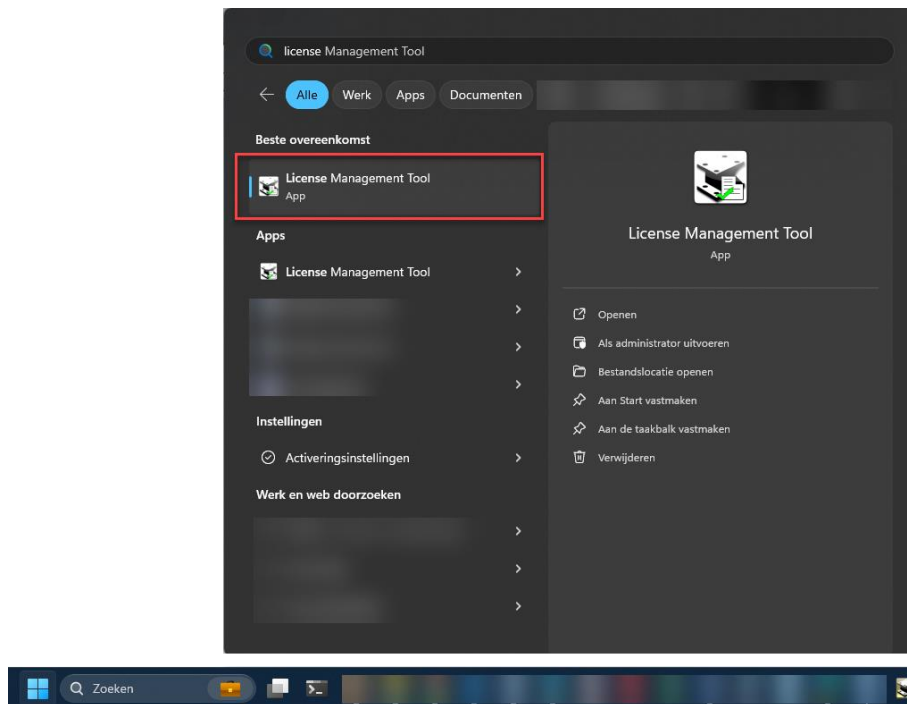 license Management Tool
Alle Werk Apps Documenten
Beste overeenkomst
License Management Tool
App
Apps
License Management Tool
Instellingen
Activeringsinstellingen
Werk en web doorzoeken
License Management Tool
App
Openen
Als administrator uitvoeren
Bestandslocatie openen
Aan Start vastmaken
Aan de taakbalk vastmaken
Verwijderen
Zoeken